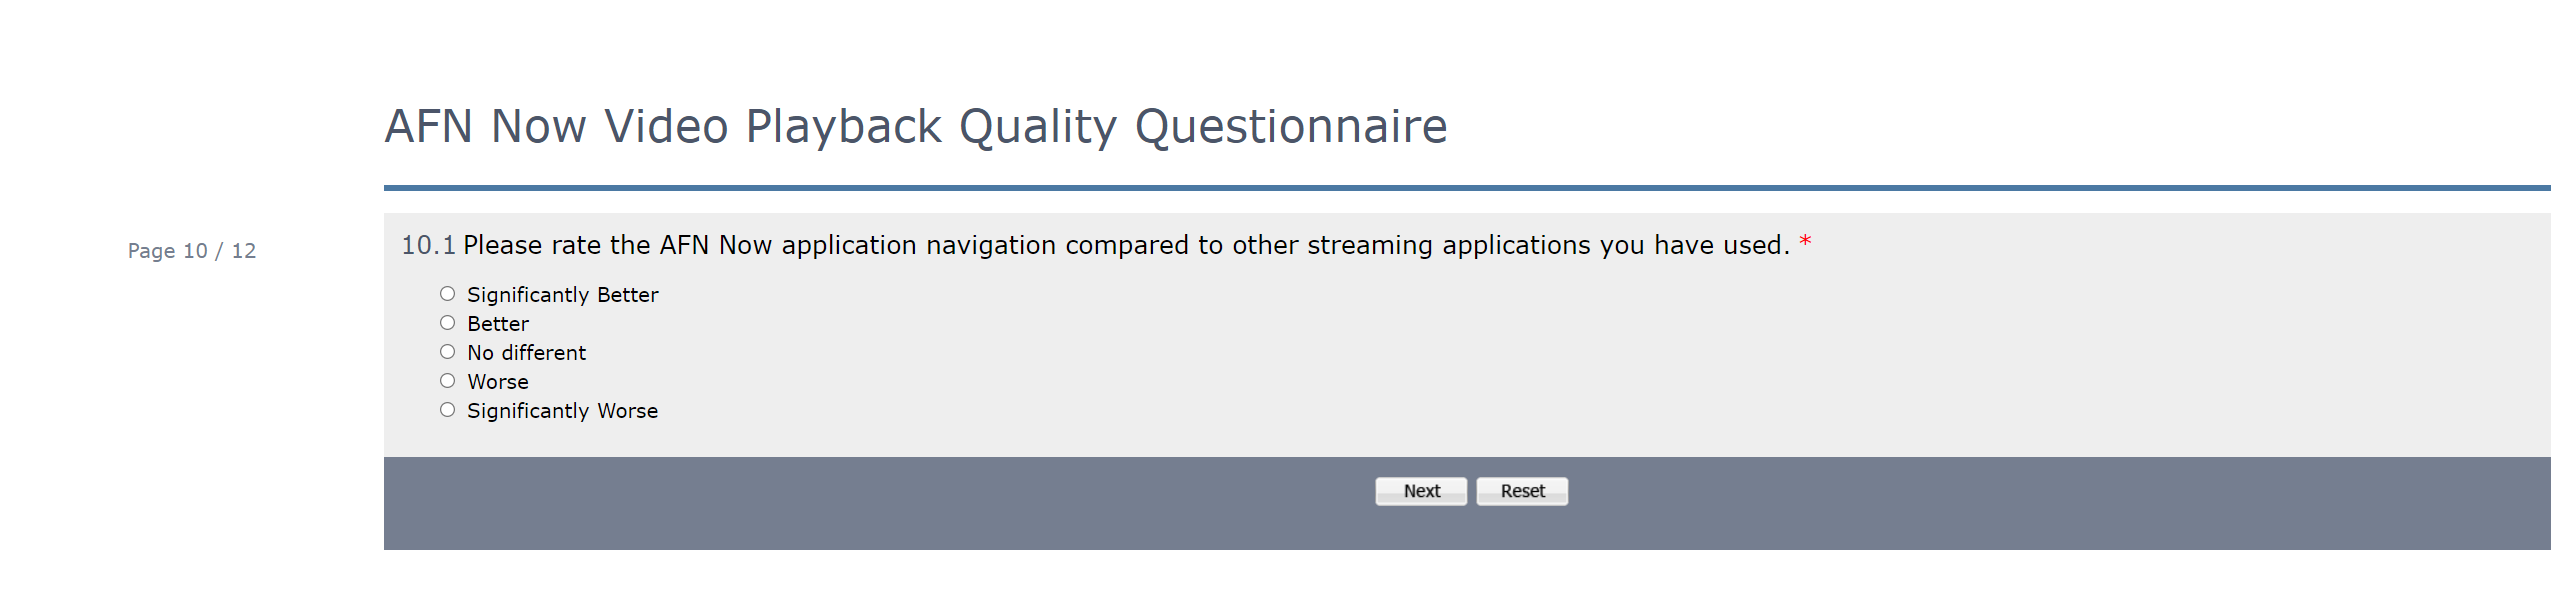 AFN Now Video Playback Quality Questionnaire
Page 10 / 12
10.1 Please rate the AFN Now application navigation compared to other streaming applications you have used. *
Significantly Better
Better
No different
Worse
Significantly Worse
Next Reset